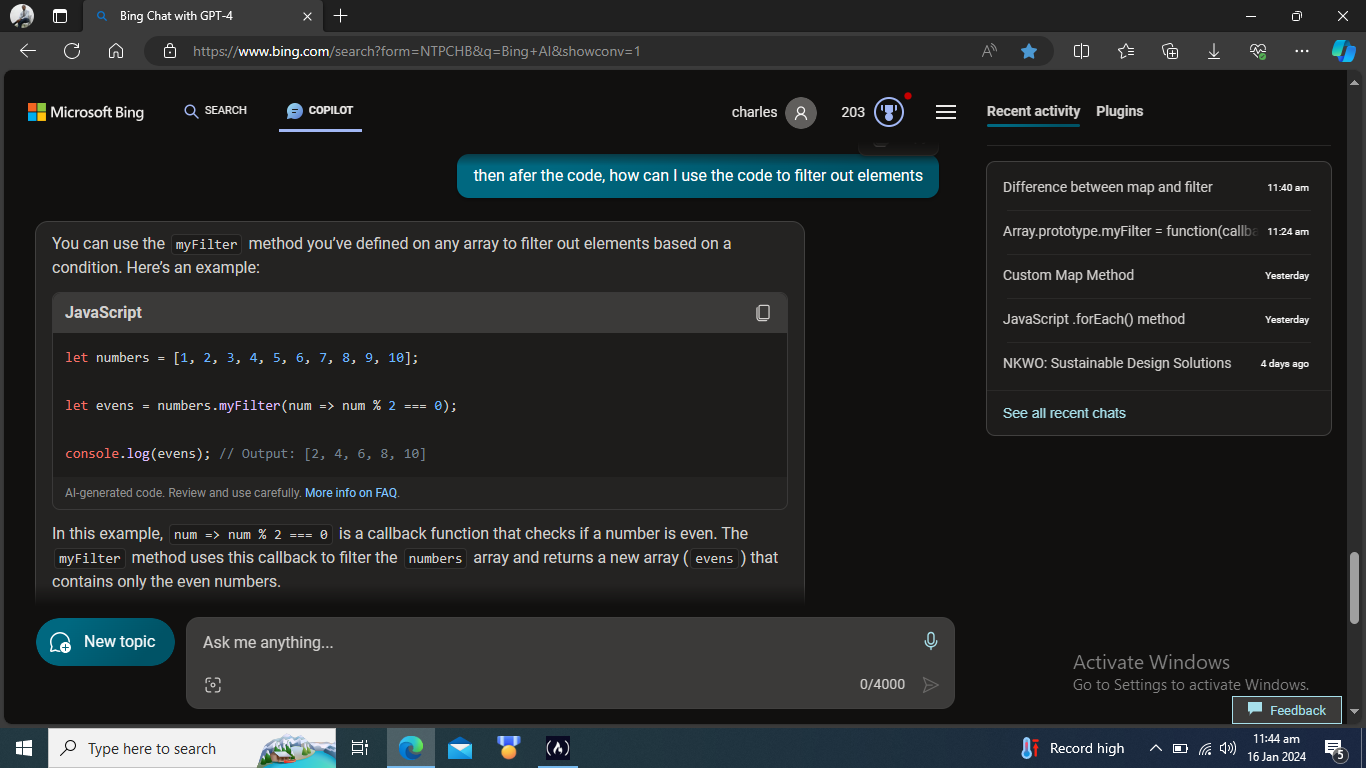 Bing Chat with GPT-4
https://www.bing.com/search?form=NTPCHB&q=Bing+AI&showconv=1
Microsoft Bing
SEARCH
COPILOT
charles
203
Recent activity
Plugins
then afer the code, how can I use the code to filter out elements
You can use the myFilter method you've defined on any array to filter out elements based on a
condition. Here's an example:
JavaScript
let numbers = [1, 2, 3, 4, 5, 6, 7, 8, 9, 10];
let evens = numbers.myFilter(num => num % 2 === 0);
console.log(evens); // Output: [2, 4, 6, 8, 10]
AI-generated code. Review and use carefully. More info on FAQ.
In this example, num => num % 2 === 0 is a callback function that checks if a number is even. The
myFilter method uses this callback to filter the numbers array and returns a new array ( evens ) that
contains only the even numbers.
Difference between map and filter 11:40 am
Array.prototype.myFilter = function(callba 11:24 am
Custom Map Method Yesterday
JavaScript .forEach() method Yesterday
NKWO: Sustainable Design Solutions 4 days ago
See all recent chats
New topic
Ask me anything...
0/4000
Activate Windows
Go to Settings to activate Windows.
Feedback
Type here to search
Record high
11:44 am
16 Jan 2024
5